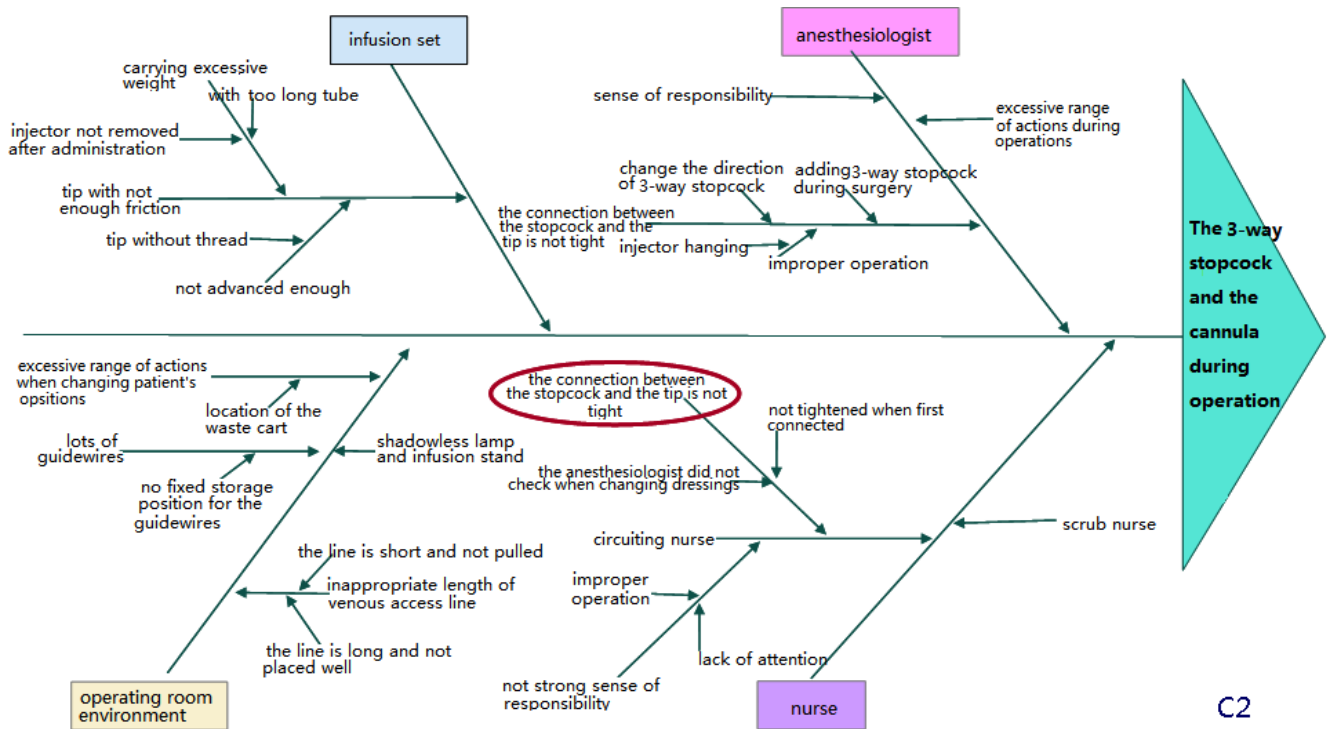 infusion set
anesthesiologist
carrying excessive
weight
with too long tube
injector not removed
after administration
tip with not
enough friction
tip without thread
not advanced enough
sense of responsibility
excessive range
of actions during
operations
change the direction
of 3-way stopcock
adding 3-way stopcock
during surgery
the connection between
the stopcock and the
tip is not tight
injector hanging
improper operation
The 3-way
stopcock
and the
cannula
during
operation
excessive range of actions
when changing patient's
opsitions
location of the
waste cart
lots of
guidewires
shadowless lamp
and infusion stand
no fixed storage
position for the
guidewires
the line is short and not pulled
inappropriate length of
venous access line
the line is long and not
placed well
operating room
environment
the connection between
the stopcock and the tip is not
tight
not tightened when first
connected
the anesthesiologist did not
check when changing dressings
circuiting nurse
scrub nurse
improper
operation
lack of attention
not strong sense of
responsibility
nurse
C2